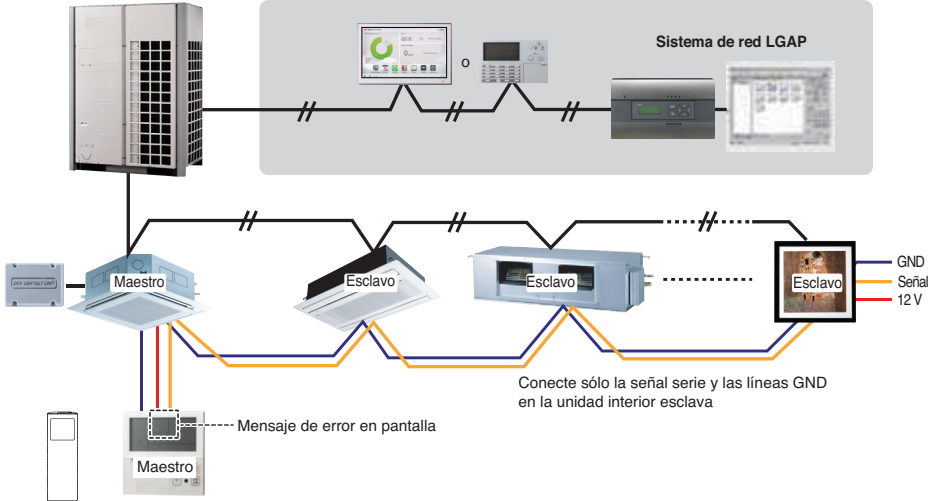 Sistema de red LGAP
o
Maestro
Esclavo
Esclavo
Esclavo
GND
Señal
12 V
DRY CONTACT UNIT
Conecte sólo la señal serie y las líneas GND
en la unidad interior esclava
Mensaje de error en pantalla
Maestro